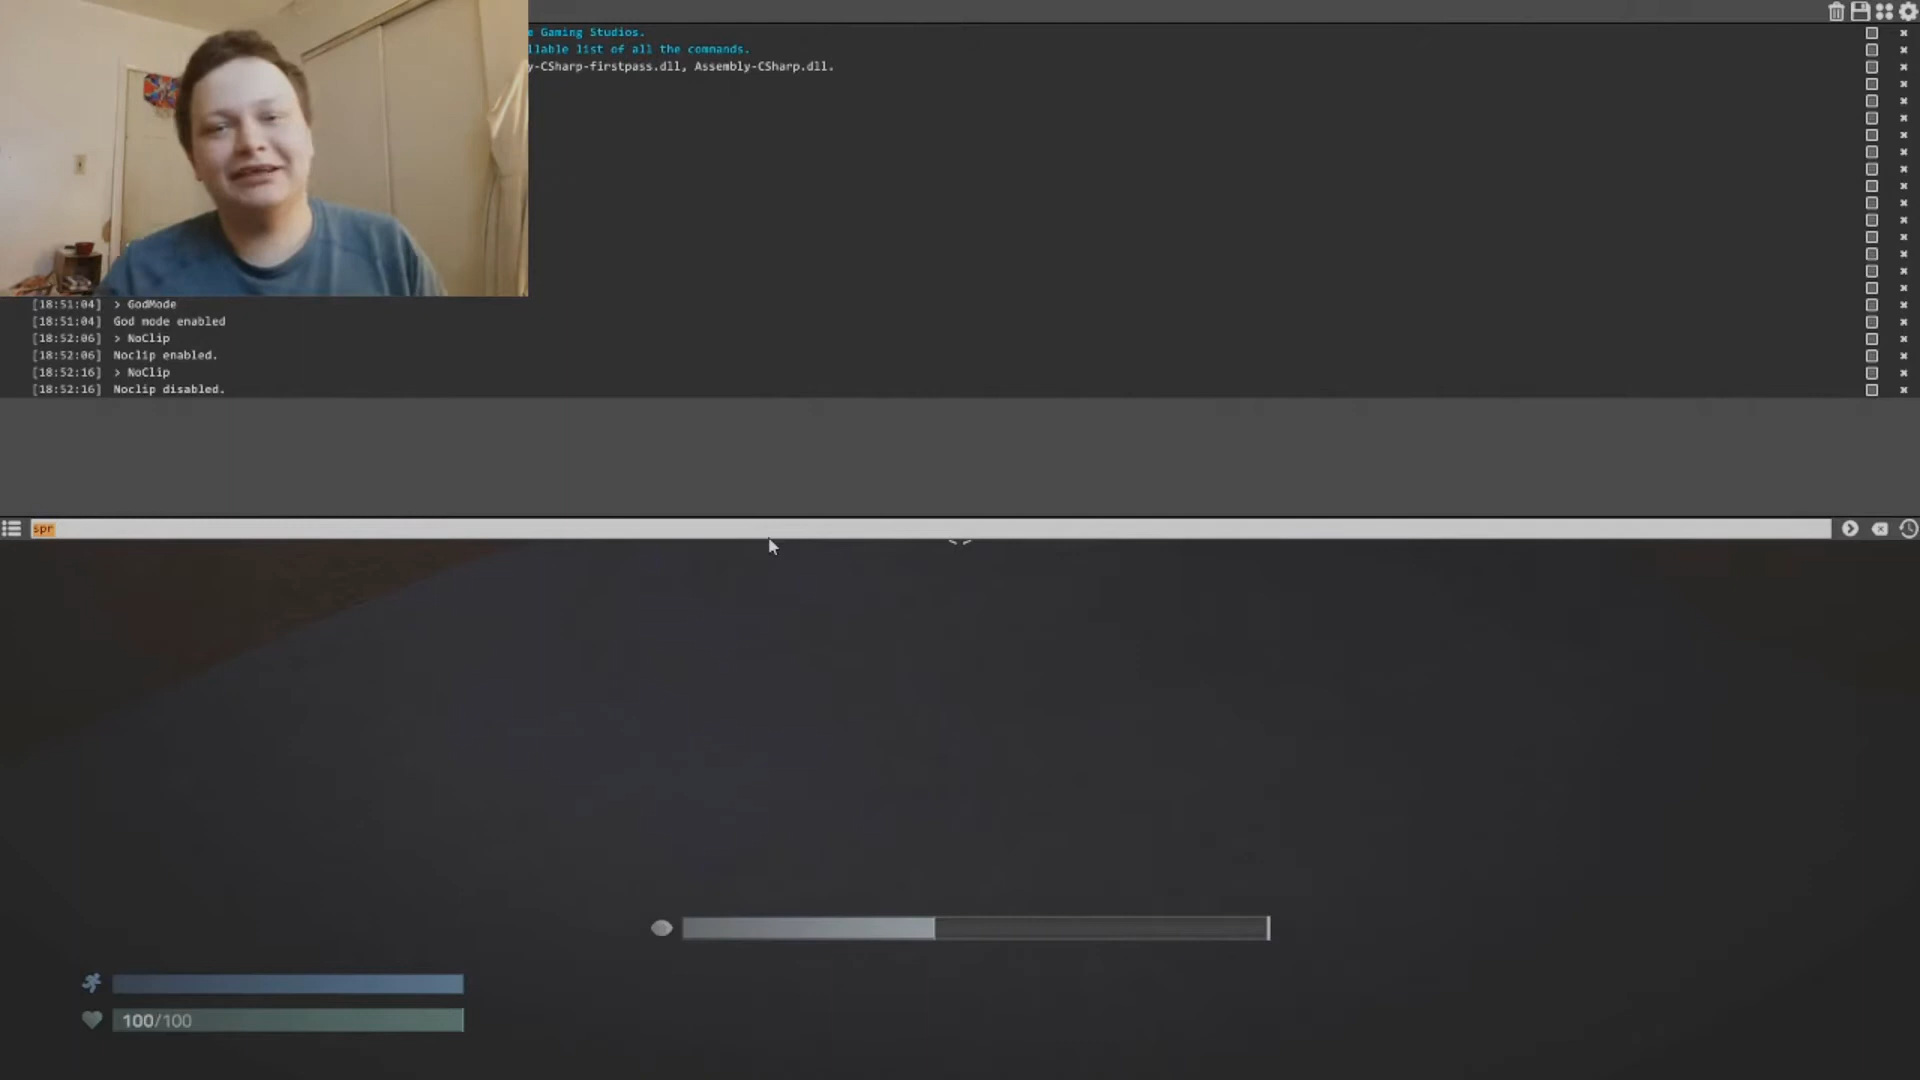 Gaming Studios.
list of all the commands.
y-CSharp-firstpass.dll, Assembly-CSharp.dll.
[18:51:04] > GodMode
[18:51:04] God mode enabled
[18:52:06] > NoClip
[18:52:06] Noclip enabled.
[18:52:16] > NoClip
[18:52:16] Noclip disabled.
spr
100/100